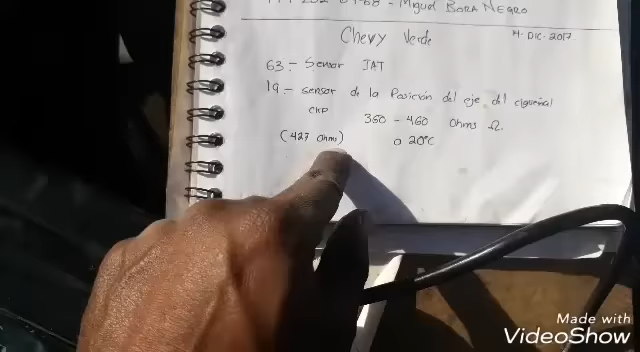 - Miguel BORA NEGRO
Chevy Verde
14. DIC. 2017
63.- Sensor IAT
19.- sensor de la Posición del eje del cigueñal
CKP
360 - 460 Ohms Ω.
(427 Ohms) a 20°C
Made with
VideoShow